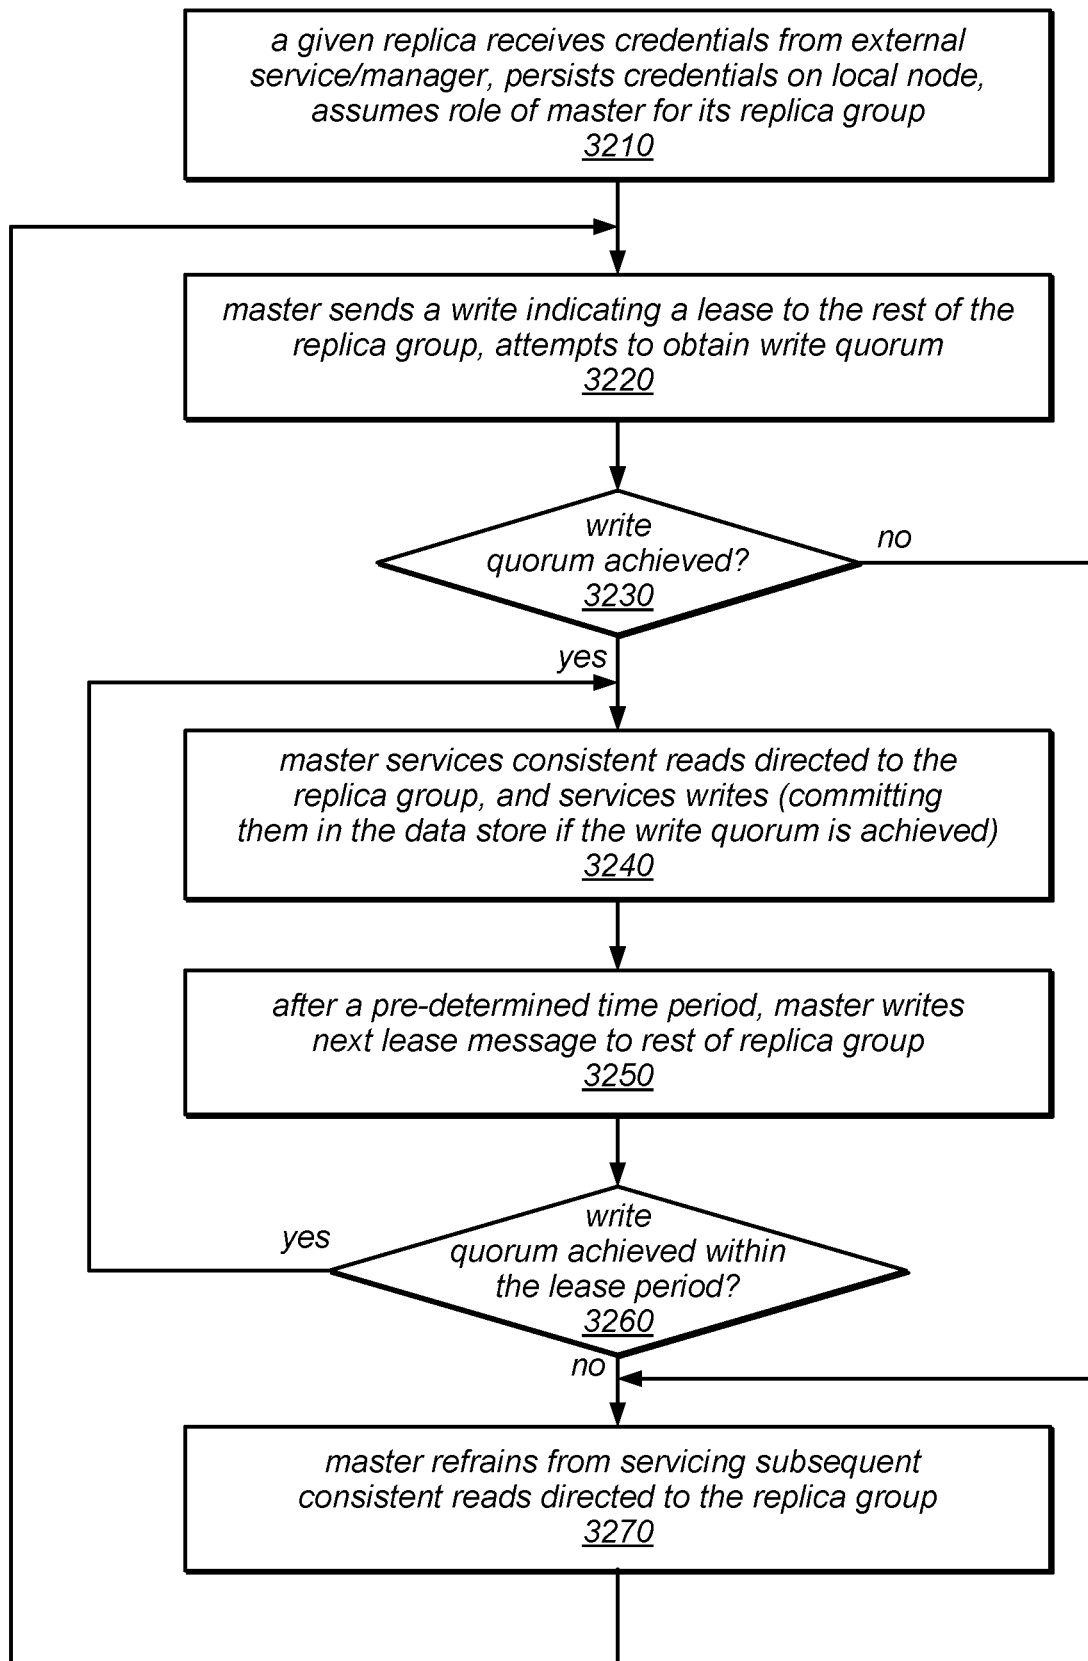 a given replica receives credentials from external
service/manager, persists credentials on local node,
assumes role of master for its replica group
3210
master sends a write indicating a lease to the rest of the
replica group, attempts to obtain write quorum
3220
write
quorum achieved?
3230
no
yes
master services consistent reads directed to the
replica group, and services writes (committing
them in the data store if the write quorum is achieved)
3240
after a pre-determined time period, master writes
next lease message to rest of replica group
3250
write
quorum achieved within
the lease period?
3260
yes
no
master refrains from servicing subsequent
consistent reads directed to the replica group
3270